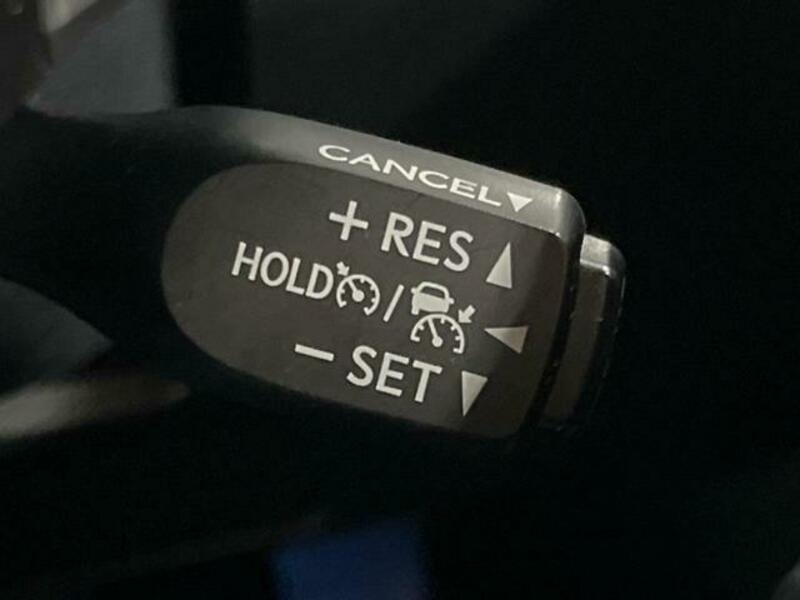 CANCEL
+ RES
HOLD /
− SET